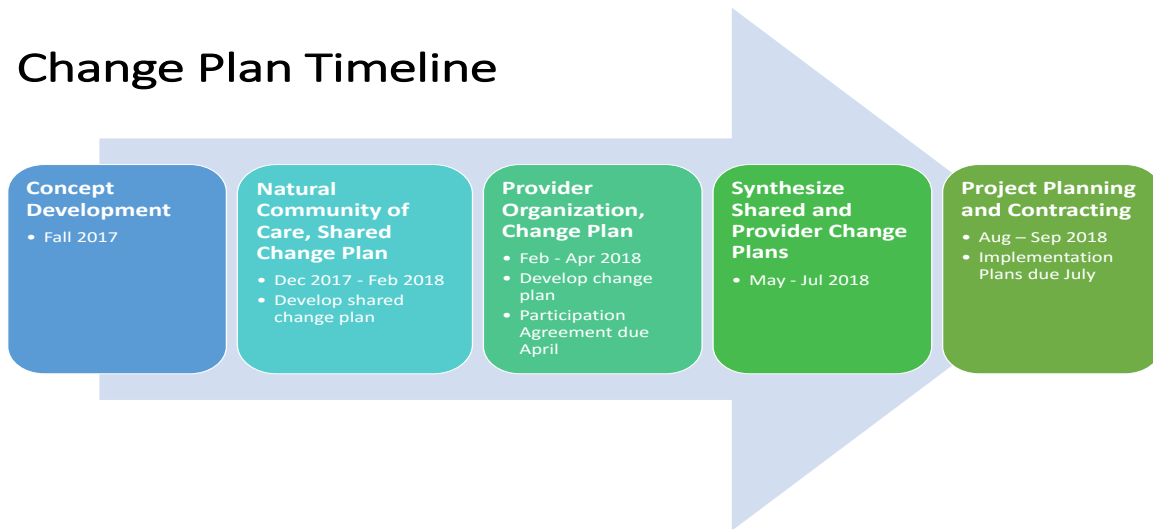 Change Plan Timeline
Concept
Development
• Fall 2017
Natural
Community of
Care, Shared
Change Plan
• Dec 2017 - Feb 2018
• Develop shared
change plan
Provider
Organization,
Change Plan
• Feb - Apr 2018
• Develop change
plan
• Participation
Agreement due
April
Synthesize
Shared and
Provider Change
Plans
• May - Jul 2018
Project Planning
and Contracting
• Aug – Sep 2018
• Implementation
Plans due July